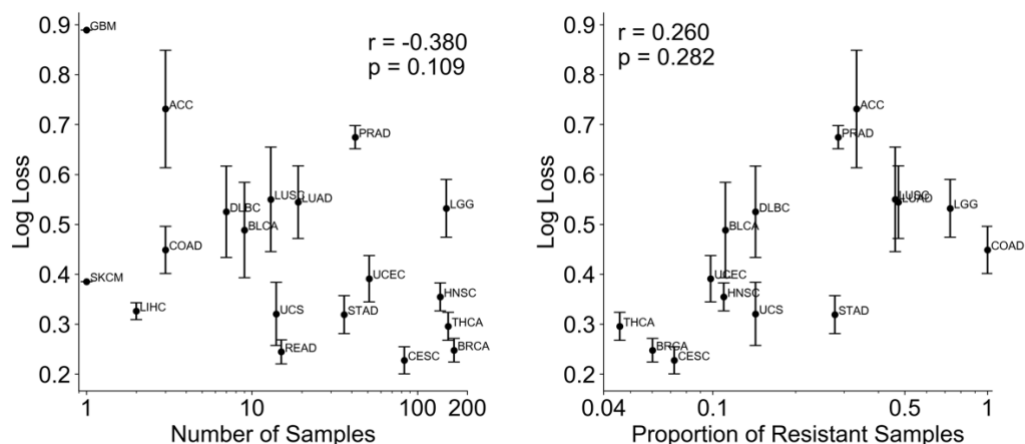 0.9
0.8
0.7
0.6
0.5
0.4
0.3
0.2
Log Loss
r = -0.380
p = 0.109
GBM
ACC
PRAD
DLBC
BLCA
LUSC
LUAD
LGG
COAD
SKCM
LIHC
UCEC
HNSC
UCS
STAD
THCA
READ
CESC
BRCA
1
10
100
200
Number of Samples
0.9
0.8
0.7
0.6
0.5
0.4
0.3
0.2
Log Loss
r = 0.260
p = 0.282
ACC
PRAD
LUSC
LUAD
LGG
DLBC
BLCA
COAD
UCEC
HNSC
UCS
STAD
THCA
BRCA
CESC
0.04
0.1
0.5
1
Proportion of Resistant Samples